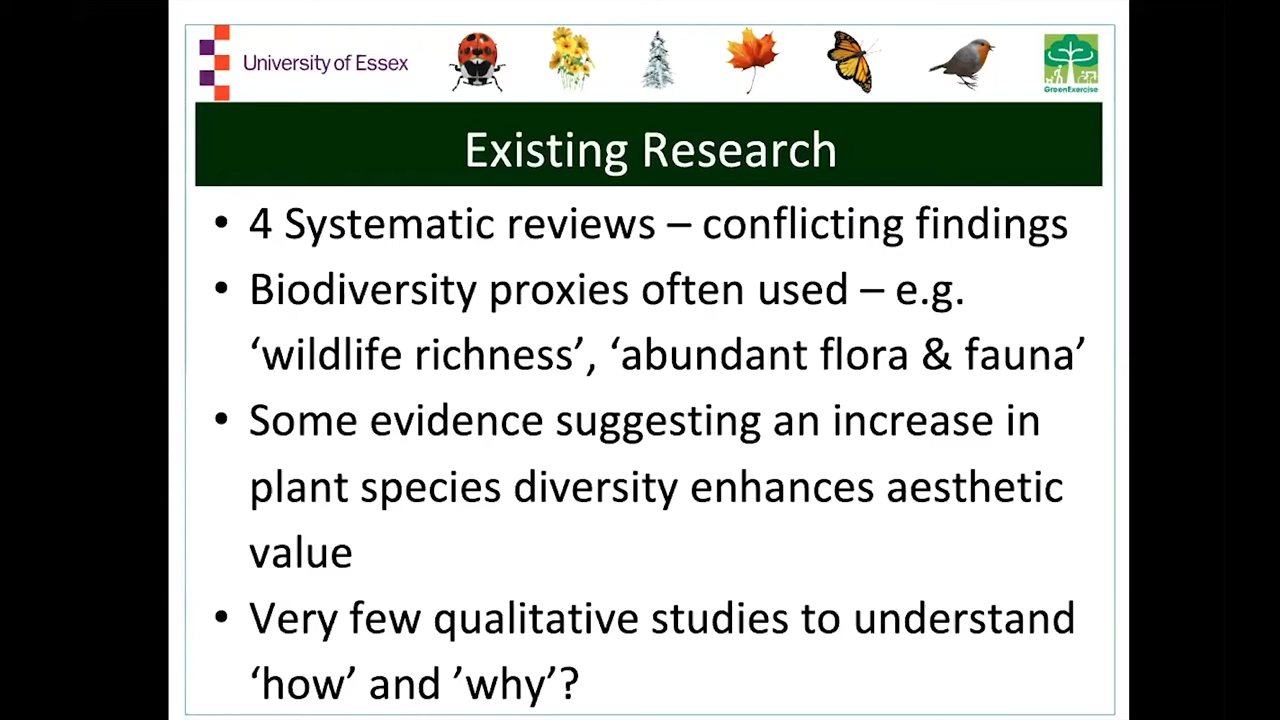 University of Essex
GreenExercise
Existing Research
• 4 Systematic reviews – conflicting findings
• Biodiversity proxies often used – e.g.
‘wildlife richness’, ‘abundant flora & fauna’
• Some evidence suggesting an increase in
plant species diversity enhances aesthetic
value
• Very few qualitative studies to understand
‘how’ and ’why’?